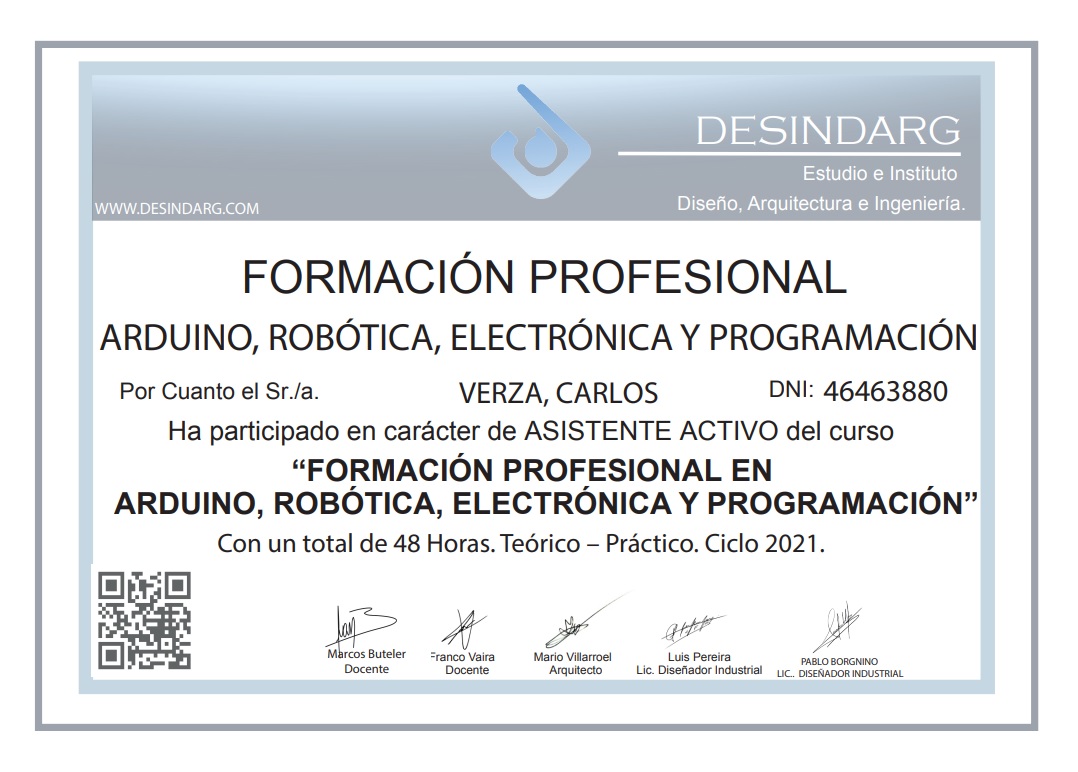 DESINDARG
Estudio e Instituto
Diseño, Arquitectura e Ingeniería.
WWW.DESINDARG.COM
FORMACIÓN PROFESIONAL
ARDUINO, ROBÓTICA, ELECTRÓNICA Y PROGRAMACIÓN
Por Cuanto el Sr./a. VERZA, CARLOS DNI: 46463880
Ha participado en carácter de ASISTENTE ACTIVO del curso
“FORMACIÓN PROFESIONAL EN
ARDUINO, ROBÓTICA, ELECTRÓNICA Y PROGRAMACIÓN”
Con un total de 48 Horas. Teórico – Práctico. Ciclo 2021.
Marcos Buteler
Docente
Franco Vaira
Docente
Mario Villarroel
Arquitecto
Luis Pereira
Lic. Diseñador Industrial
PABLO BORGNINO
LIC.. DISEÑADOR INDUSTRIAL